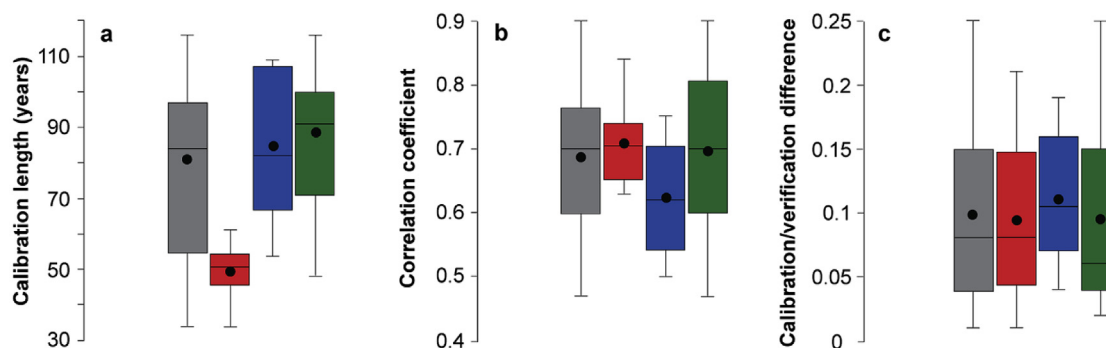 a
Calibration length (years)
110
90
70
50
30
b
Correlation coefficient
0.9
0.8
0.7
0.6
0.5
0.4
c
Calibration/verification difference
0.25
0.2
0.15
0.1
0.05
0